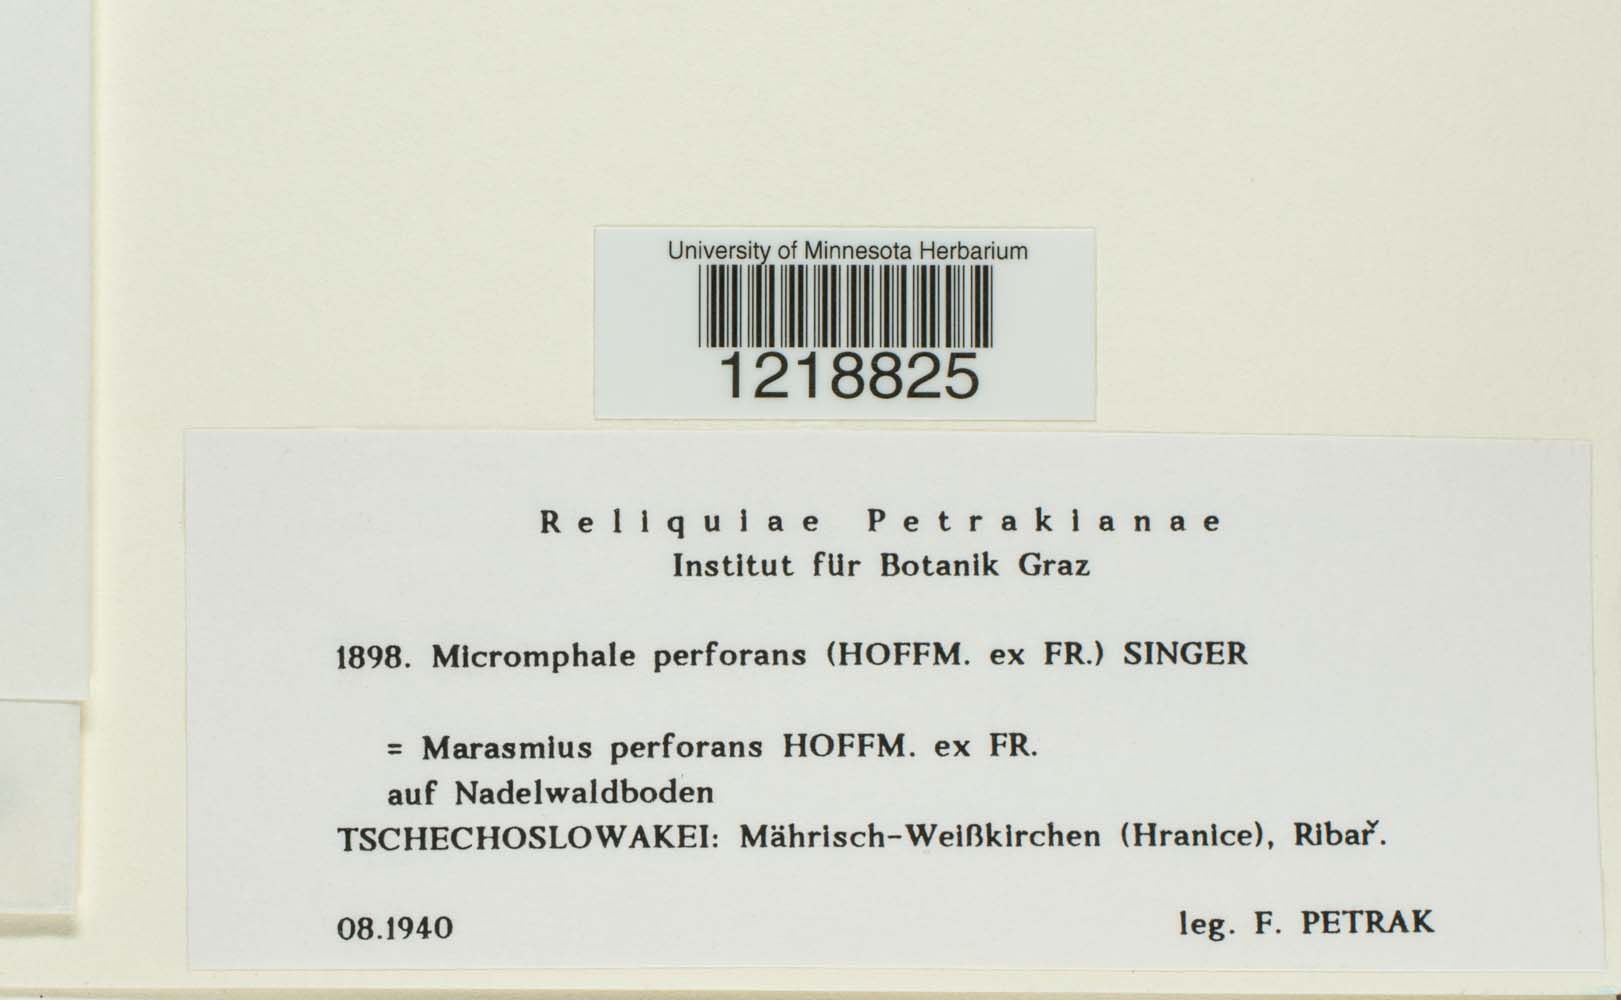 University of Minnesota Herbarium
1218825
Reliquiae Petrakianae
Institut für Botanik Graz
1898. Micromphale perforans (HOFFM. ex FR.) SINGER
= Marasmius perforans HOFFM. ex FR.
auf Nadelwaldboden
TSCHECHOSLOWAKEI: Mährisch-Weißkirchen (Hranice), Ribař.
08.1940 leg. F. PETRAK